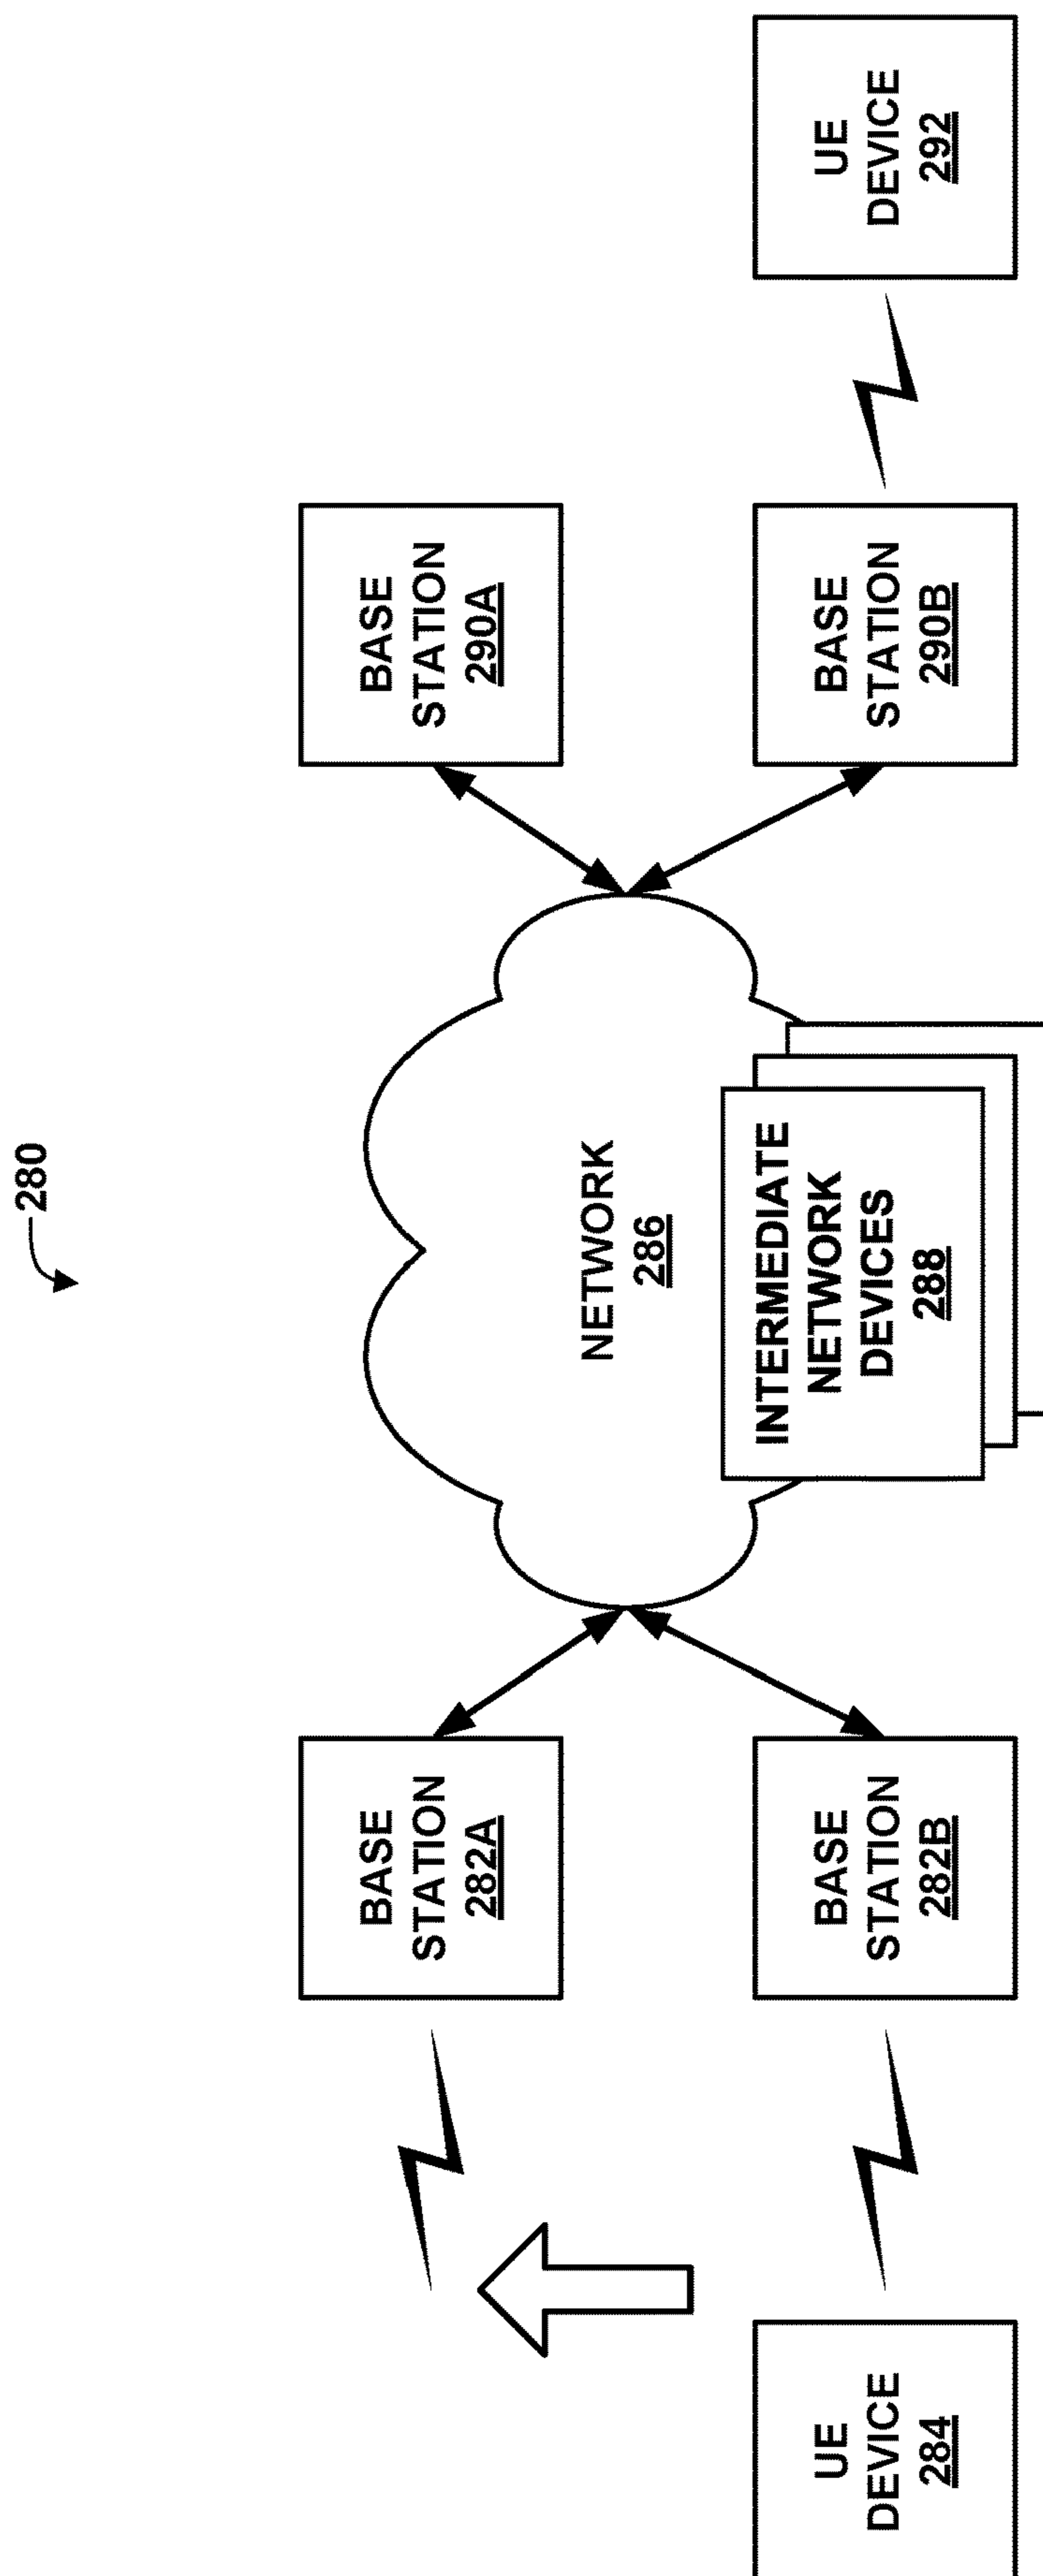 280
BASE
STATION
282A
NETWORK
286
BASE
STATION
290A
UE
DEVICE
284
BASE
STATION
282B
INTERMEDIATE
NETWORK
DEVICES
288
BASE
STATION
290B
UE
DEVICE
292